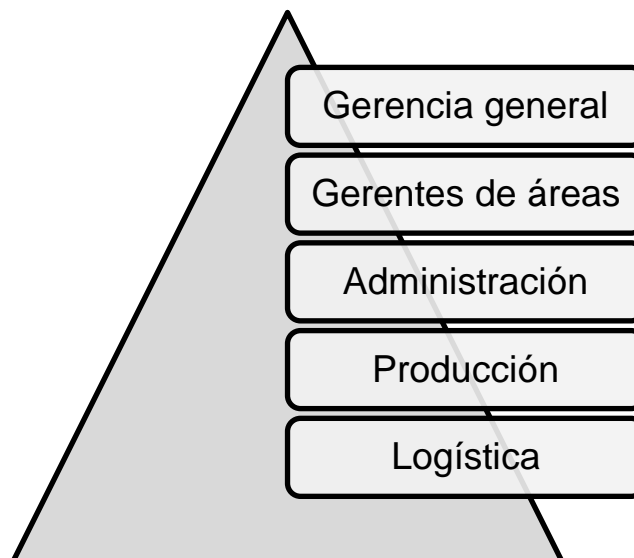 Gerencia general
Gerentes de áreas
Administración
Producción
Logística